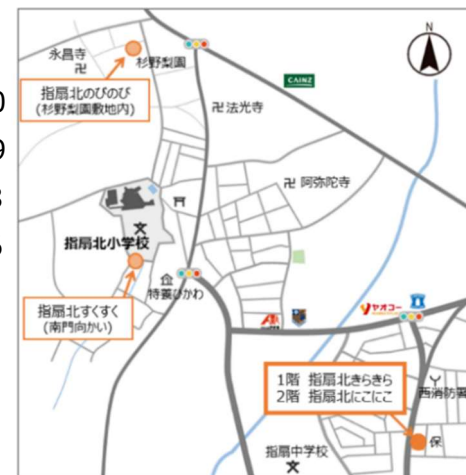 N
永昌寺
杉野梨園
指扇北のびのび
(杉野梨園敷地内)
CAINZ
法光寺
阿弥陀寺
指扇北小学校
特養ひかわ
指扇北すくすく
(南門向かい)
ヤオコー
1階 指扇北きらきら
2階 指扇北にこにこ
西消防署
保
指扇中学校